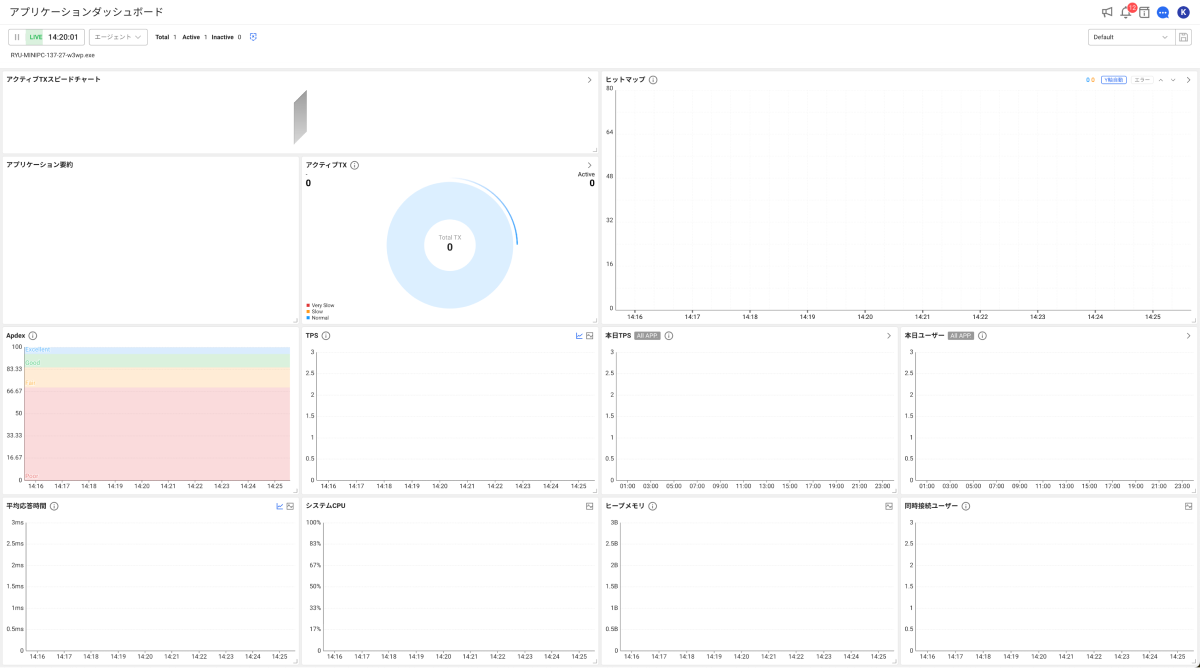 アプリケーションダッシュボード
12
K
LIVE 14:20:01 エージェント Total 1 Active 1 Inactive 0
Default
RYU-MINIPC-137-27-w3wp.exe
アクティブTXスピードチャート
ヒットマップ
0 0 Y軸自動 エラー
80
64
48
32
16
0
14:16 14:17 14:18 14:19 14:20 14:21 14:22 14:23 14:24 14:25
アプリケーション要約
アクティブTX
-
0
Active
0
Total TX
0
Very Slow
Slow
Normal
Apdex
100
83.33
66.67
50
33.33
16.67
0
Excellent
Good
Fair
Poor
14:16 14:17 14:18 14:19 14:20 14:21 14:22 14:23 14:24 14:25
TPS
3
2.5
2
1.5
1
0.5
0
14:16 14:17 14:18 14:19 14:20 14:21 14:22 14:23 14:24 14:25
本日TPS All APP
3
2.5
2
1.5
1
0.5
0
01:00 03:00 05:00 07:00 09:00 11:00 13:00 15:00 17:00 19:00 21:00 23:00
本日ユーザー All APP
3
2.5
2
1.5
1
0.5
0
01:00 03:00 05:00 07:00 09:00 11:00 13:00 15:00 17:00 19:00 21:00 23:00
平均応答時間
3ms
2.5ms
2ms
1.5ms
1ms
0.5ms
0
14:16 14:17 14:18 14:19 14:20 14:21 14:22 14:23 14:24 14:25
システムCPU
100%
83%
67%
50%
33%
17%
0
14:16 14:17 14:18 14:19 14:20 14:21 14:22 14:23 14:24 14:25
ヒープメモリ
3B
2.5B
2B
1.5B
1B
0.5B
0
14:16 14:17 14:18 14:19 14:20 14:21 14:22 14:23 14:24 14:25
同時接続ユーザー
3
2.5
2
1.5
1
0.5
0
14:16 14:17 14:18 14:19 14:20 14:21 14:22 14:23 14:24 14:25